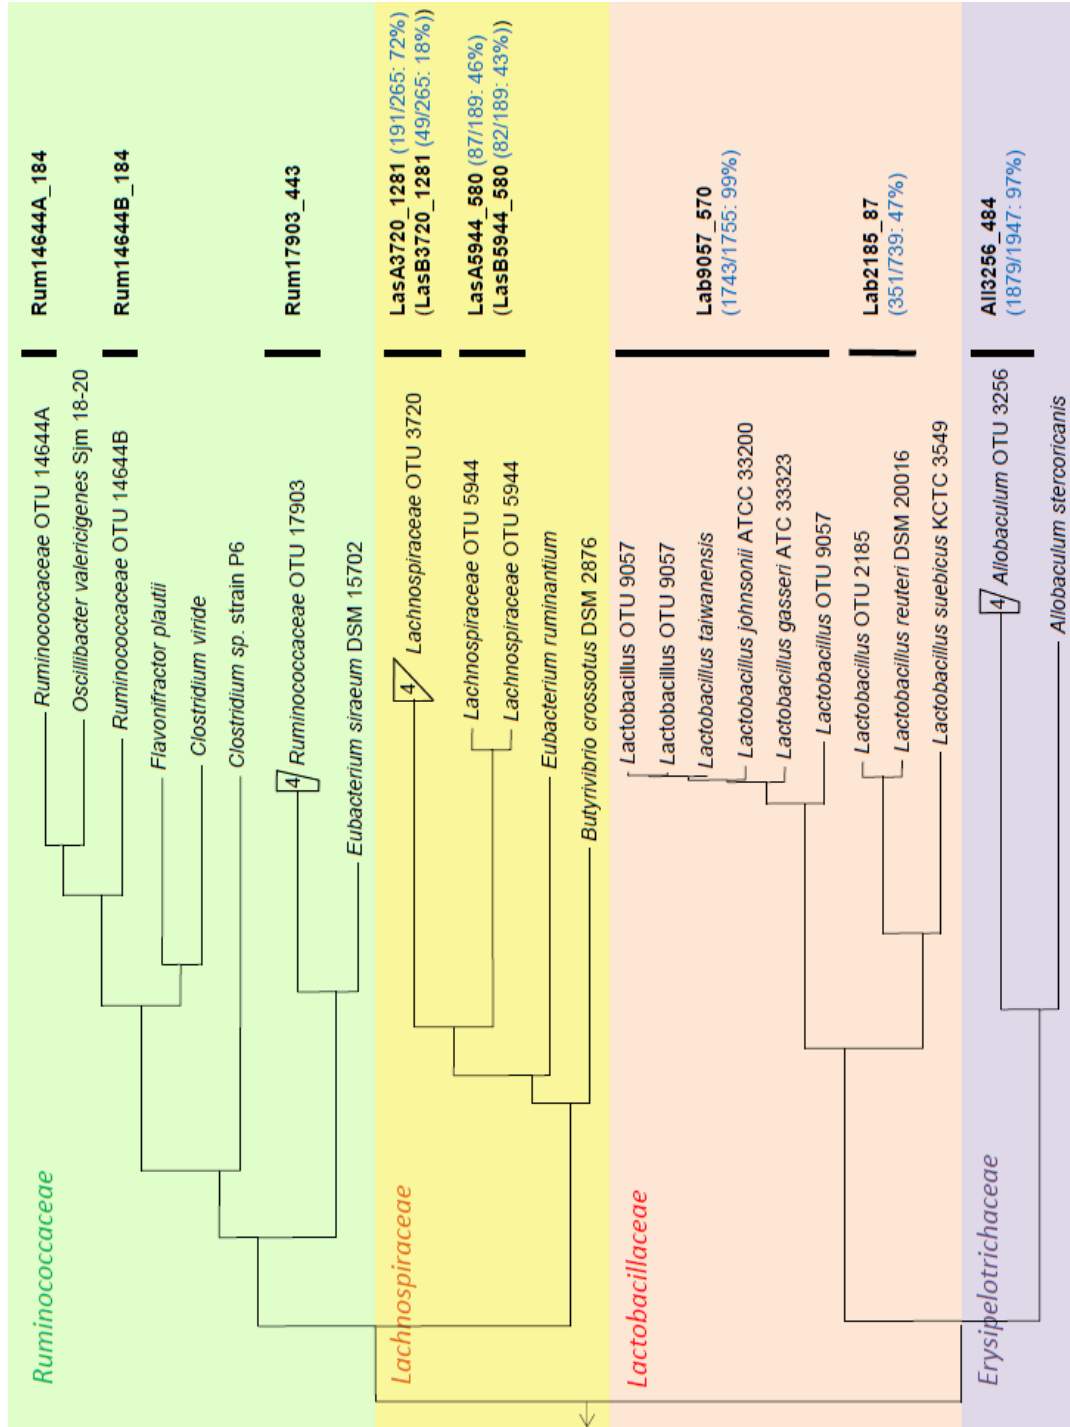 Ruminococcaceae
Ruminococcaceae OTU 14644A
Oscillibacter valericigenes Sjm 18-20
Ruminococcaceae OTU 14644B
Flavonifractor plautii
Clostridium viride
Clostridium sp. strain P6
4
Ruminococcaceae OTU 17903
Eubacterium siraeum DSM 15702
Rum14644A_184
Rum14644B_184
Rum17903_443
Lachnospiraceae
4
Lachnospiraceae OTU 3720
Lachnospiraceae OTU 5944
Lachnospiraceae OTU 5944
Eubacterium ruminantium
Butyrivibrio crossotus DSM 2876
LasA3720_1281 (191/265: 72%)
(LasB3720_1281 (49/265: 18%))
LasA5944_580 (87/189: 46%)
(LasB5944_580 (82/189: 43%))
Lactobacillaceae
Lactobacillus OTU 9057
Lactobacillus OTU 9057
Lactobacillus taiwanensis
Lactobacillus johnsonii ATCC 33200
Lactobacillus gasseri ATC 33323
Lactobacillus OTU 9057
Lactobacillus OTU 2185
Lactobacillus reuteri DSM 20016
Lactobacillus suebicus KCTC 3549
Lab9057_570
(1743/1755: 99%)
Lab2185_87
(351/739: 47%)
Erysipelotrichaceae
4
Allobaculum OTU 3256
Allobaculum stercoricanis
All3256_484
(1879/1947: 97%)